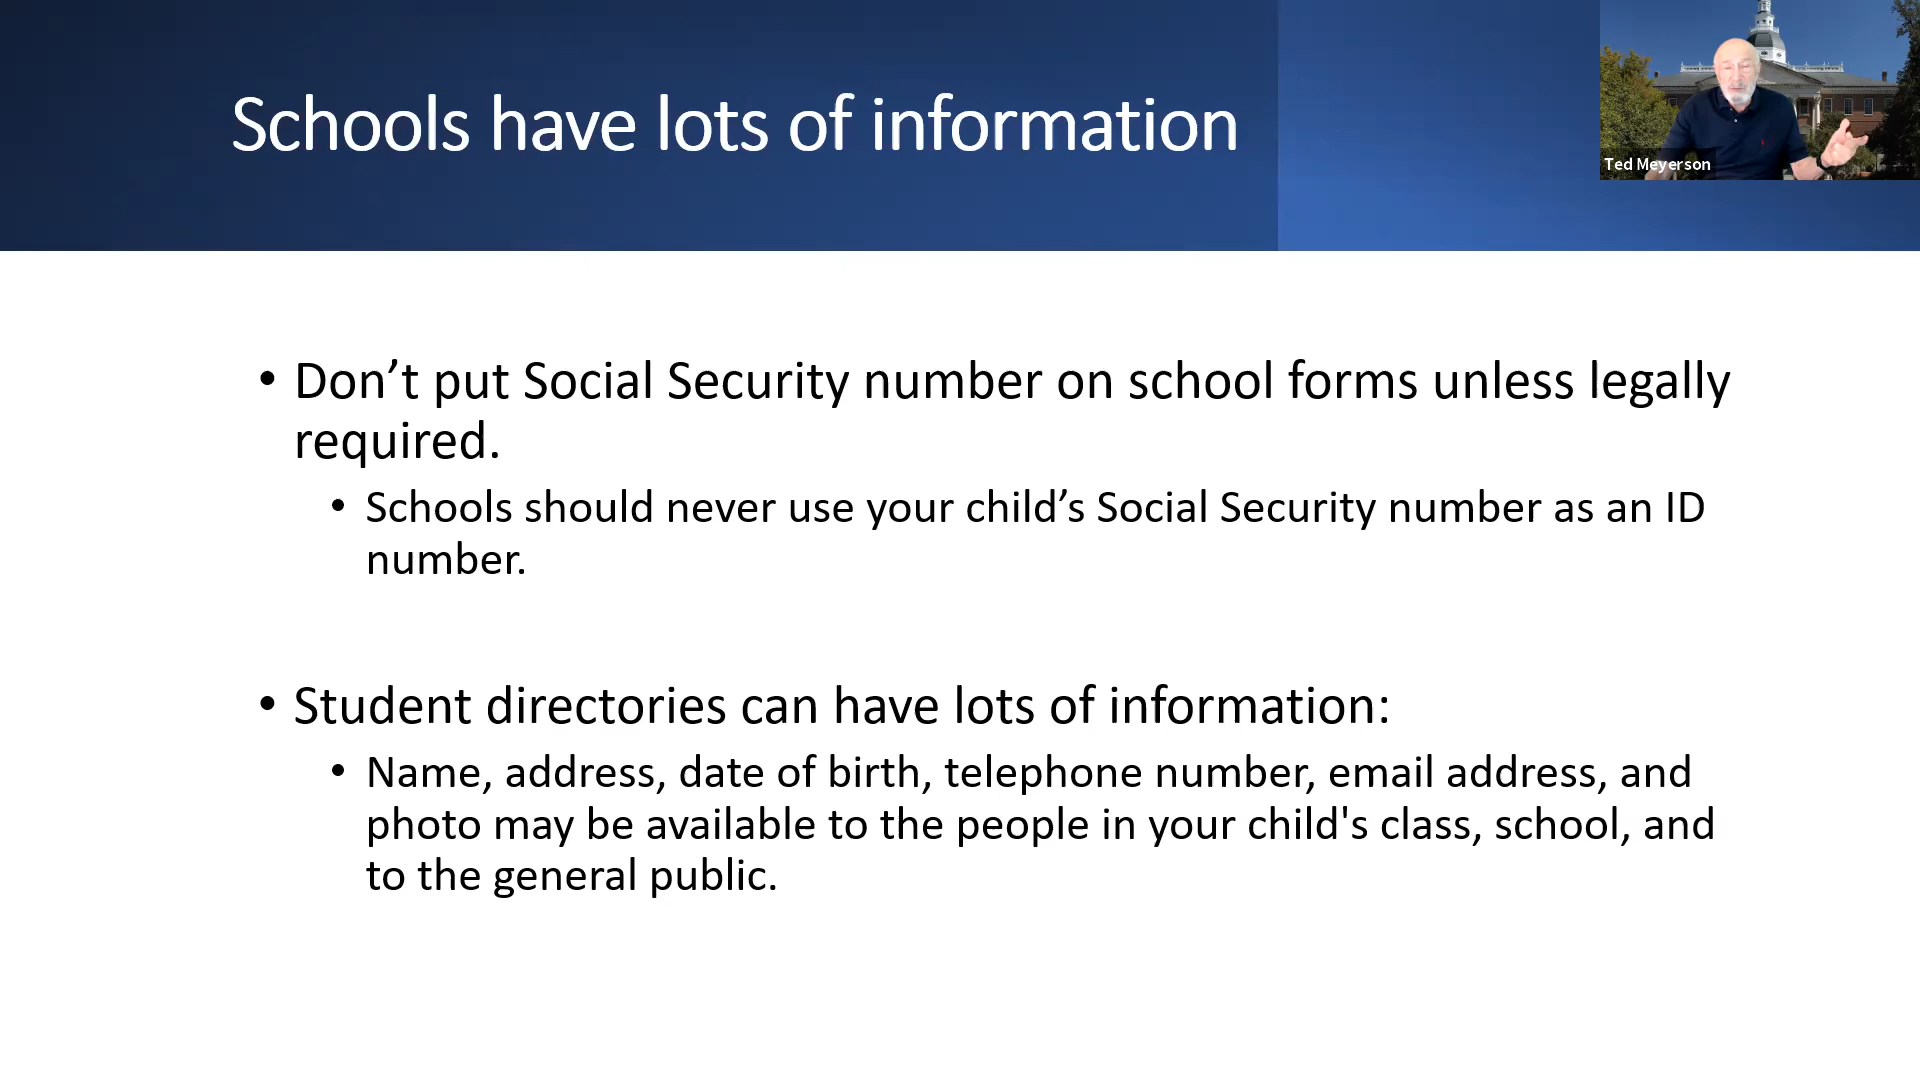 Schools have lots of information
Ted Meyerson
• Don’t put Social Security number on school forms unless legally
required.
• Schools should never use your child’s Social Security number as an ID
number.
• Student directories can have lots of information:
• Name, address, date of birth, telephone number, email address, and
photo may be available to the people in your child's class, school, and
to the general public.